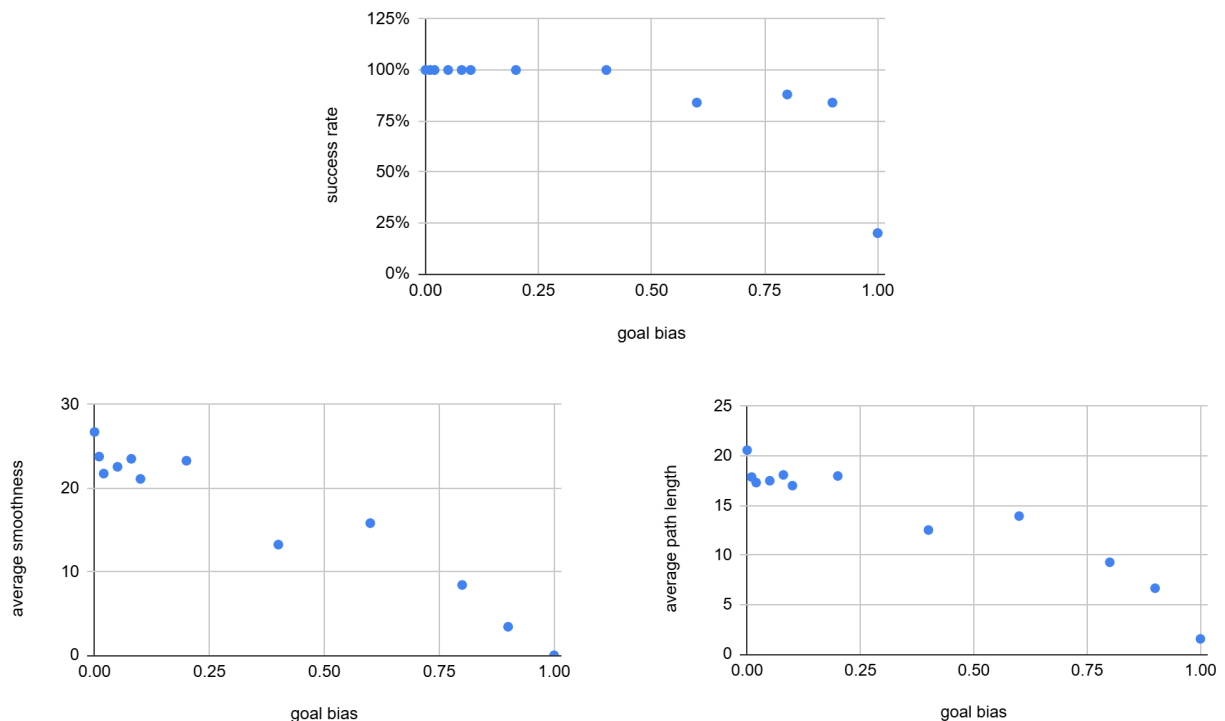 125%
100%
75%
50%
25%
0%
success rate
0.00 0.25 0.50 0.75 1.00
goal bias
30
20
10
0
average smoothness
0.00 0.25 0.50 0.75 1.00
goal bias
25
20
15
10
5
0
average path length
0.00 0.25 0.50 0.75 1.00
goal bias